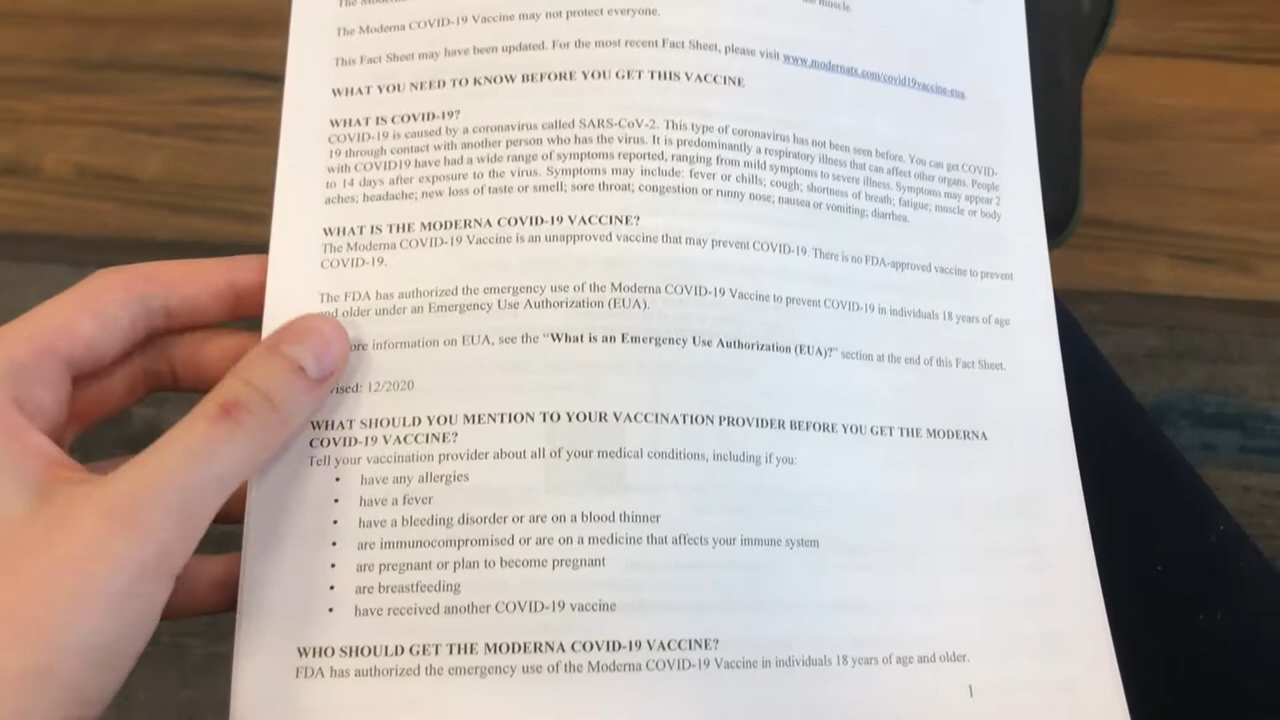 The Moderna COVID-19 Vaccine may not protect everyone.
This Fact Sheet may have been updated. For the most recent Fact Sheet, please visit www.modernatx.com/covid19vaccine-eua.
WHAT YOU NEED TO KNOW BEFORE YOU GET THIS VACCINE
WHAT IS COVID-19?
COVID-19 is caused by a coronavirus called SARS-CoV-2. This type of coronavirus has not been seen before. You can get COVID-
19 through contact with another person who has the virus. It is predominantly a respiratory illness that can affect other organs. People
with COVID19 have had a wide range of symptoms reported, ranging from mild symptoms to severe illness. Symptoms may appear 2
to 14 days after exposure to the virus. Symptoms may include: fever or chills; cough; shortness of breath; fatigue; muscle or body
aches; headache; new loss of taste or smell; sore throat; congestion or runny nose; nausea or vomiting; diarrhea.
WHAT IS THE MODERNA COVID-19 VACCINE?
The Moderna COVID-19 Vaccine is an unapproved vaccine that may prevent COVID-19. There is no FDA-approved vaccine to prevent
COVID-19.
The FDA has authorized the emergency use of the Moderna COVID-19 Vaccine to prevent COVID-19 in individuals 18 years of age
and older under an Emergency Use Authorization (EUA).
ore information on EUA, see the “What is an Emergency Use Authorization (EUA)?” section at the end of this Fact Sheet.
vised: 12/2020
WHAT SHOULD YOU MENTION TO YOUR VACCINATION PROVIDER BEFORE YOU GET THE MODERNA
COVID-19 VACCINE?
Tell your vaccination provider about all of your medical conditions, including if you:
• have any allergies
• have a fever
• have a bleeding disorder or are on a blood thinner
• are immunocompromised or are on a medicine that affects your immune system
• are pregnant or plan to become pregnant
• are breastfeeding
• have received another COVID-19 vaccine
WHO SHOULD GET THE MODERNA COVID-19 VACCINE?
FDA has authorized the emergency use of the Moderna COVID-19 Vaccine in individuals 18 years of age and older.
1